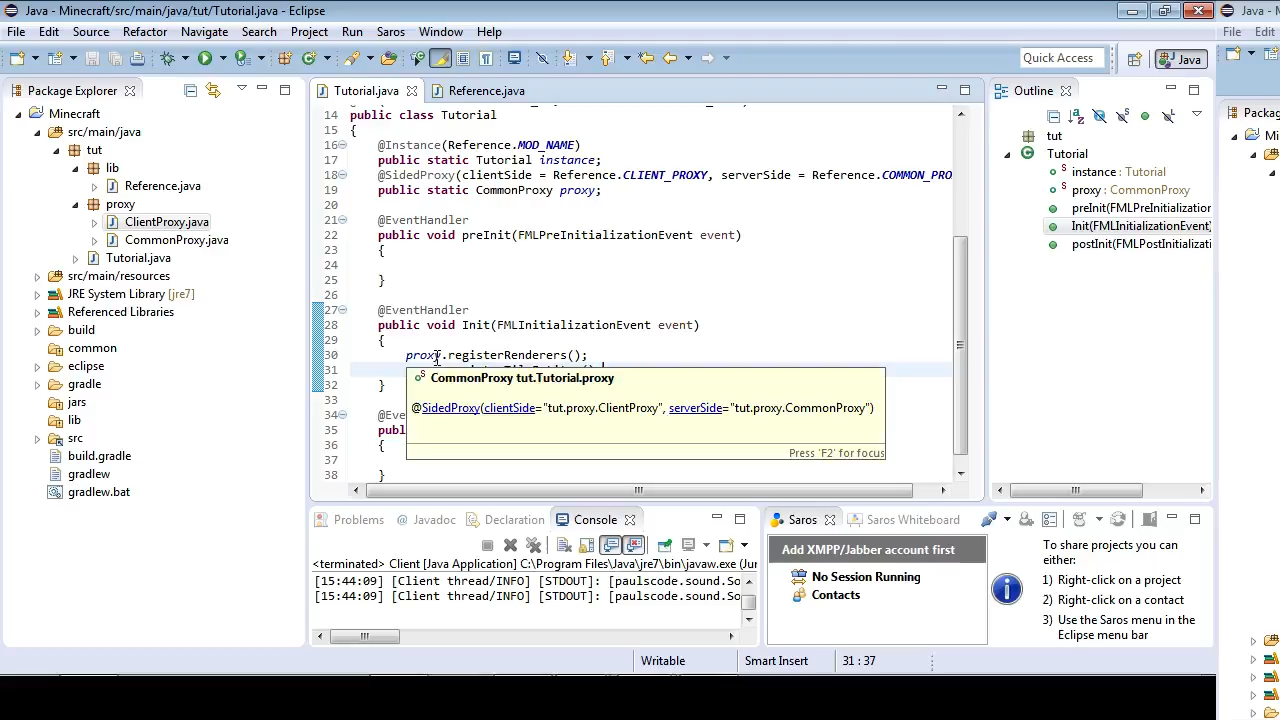 Java - Minecraft/src/main/java/tut/Tutorial.java - Eclipse
Java - M
File Edit Source Refactor Navigate Search Project Run Saros Window Help
File Edit
Quick Access
Java
Package Explorer
Minecraft
src/main/java
tut
lib
Reference.java
proxy
ClientProxy.java
CommonProxy.java
Tutorial.java
src/main/resources
JRE System Library [jre7]
Referenced Libraries
build
common
eclipse
gradle
jars
lib
src
build.gradle
gradlew
gradlew.bat
Tutorial.java
Reference.java
14 public class Tutorial
15 {
16 @Instance(Reference.MOD_NAME)
17 public static Tutorial instance;
18 @SidedProxy(clientSide = Reference.CLIENT_PROXY, serverSide = Reference.COMMON_PRO
19 public static CommonProxy proxy;
20
21 @EventHandler
22 public void preInit(FMLPreInitializationEvent event)
23 {
24
25 }
26
27 @EventHandler
28 public void Init(FMLInitializationEvent event)
29 {
30 proxy.registerRenderers();
31
32 }
33
34 @Ev
35 publ
36 {
37
38 }
CommonProxy tut.Tutorial.proxy
@SidedProxy(clientSide="tut.proxy.ClientProxy", serverSide="tut.proxy.CommonProxy")
Press 'F2' for focus
Outline
tut
Tutorial
instance : Tutorial
proxy : CommonProxy
preInit(FMLPreInitialization
Init(FMLInitializationEvent)
postInit(FMLPostInitializati
Packag
Mi
Problems
Javadoc
Declaration
Console
<terminated> Client [Java Application] C:\Program Files\Java\jre7\bin\javaw.exe (Jur
[15:44:09] [Client thread/INFO] [STDOUT]: [paulscode.sound.So
[15:44:09] [Client thread/INFO] [STDOUT]: [paulscode.sound.So
Saros
Saros Whiteboard
Add XMPP/Jabber account first
No Session Running
Contacts
To share projects you can
either:
1) Right-click on a project
2) Right-click on a contact
3) Use the Saros menu in the
Eclipse menu bar
Writable
Smart Insert
31 : 37